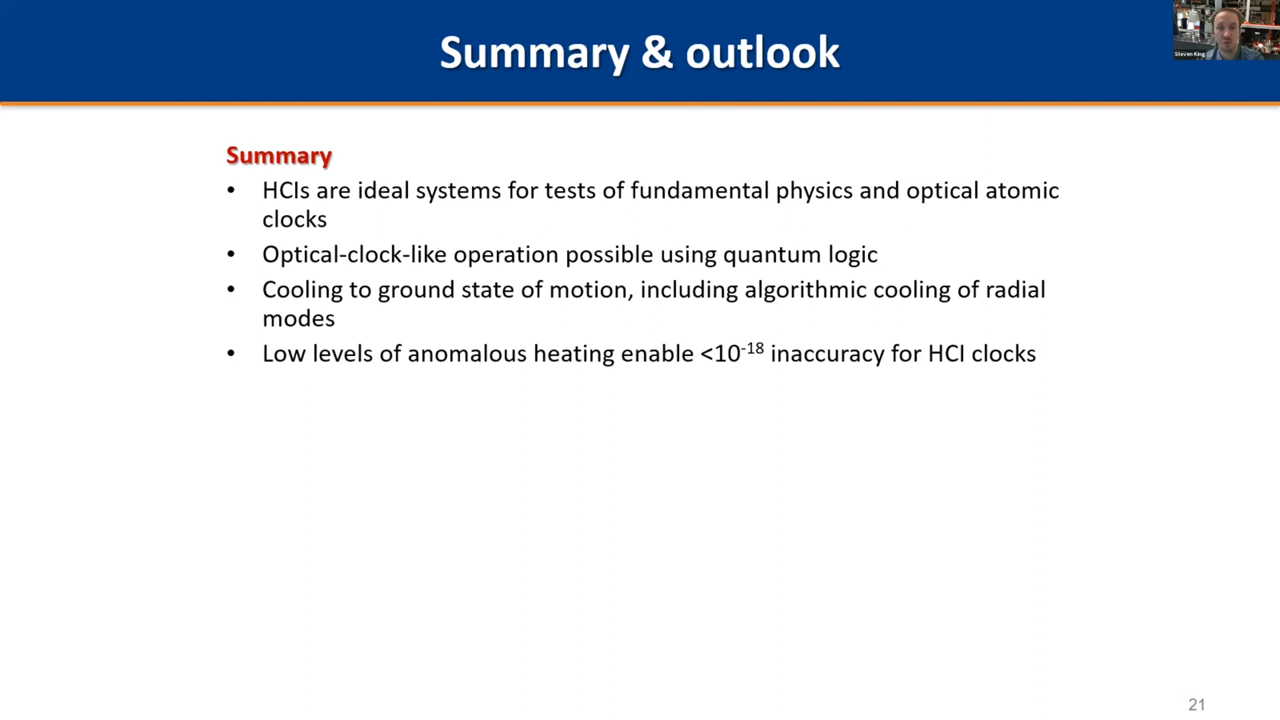 Summary & outlook
Steven King
Summary
• HCIs are ideal systems for tests of fundamental physics and optical atomic
clocks
• Optical-clock-like operation possible using quantum logic
• Cooling to ground state of motion, including algorithmic cooling of radial
modes
• Low levels of anomalous heating enable <10⁻¹⁸ inaccuracy for HCI clocks
21